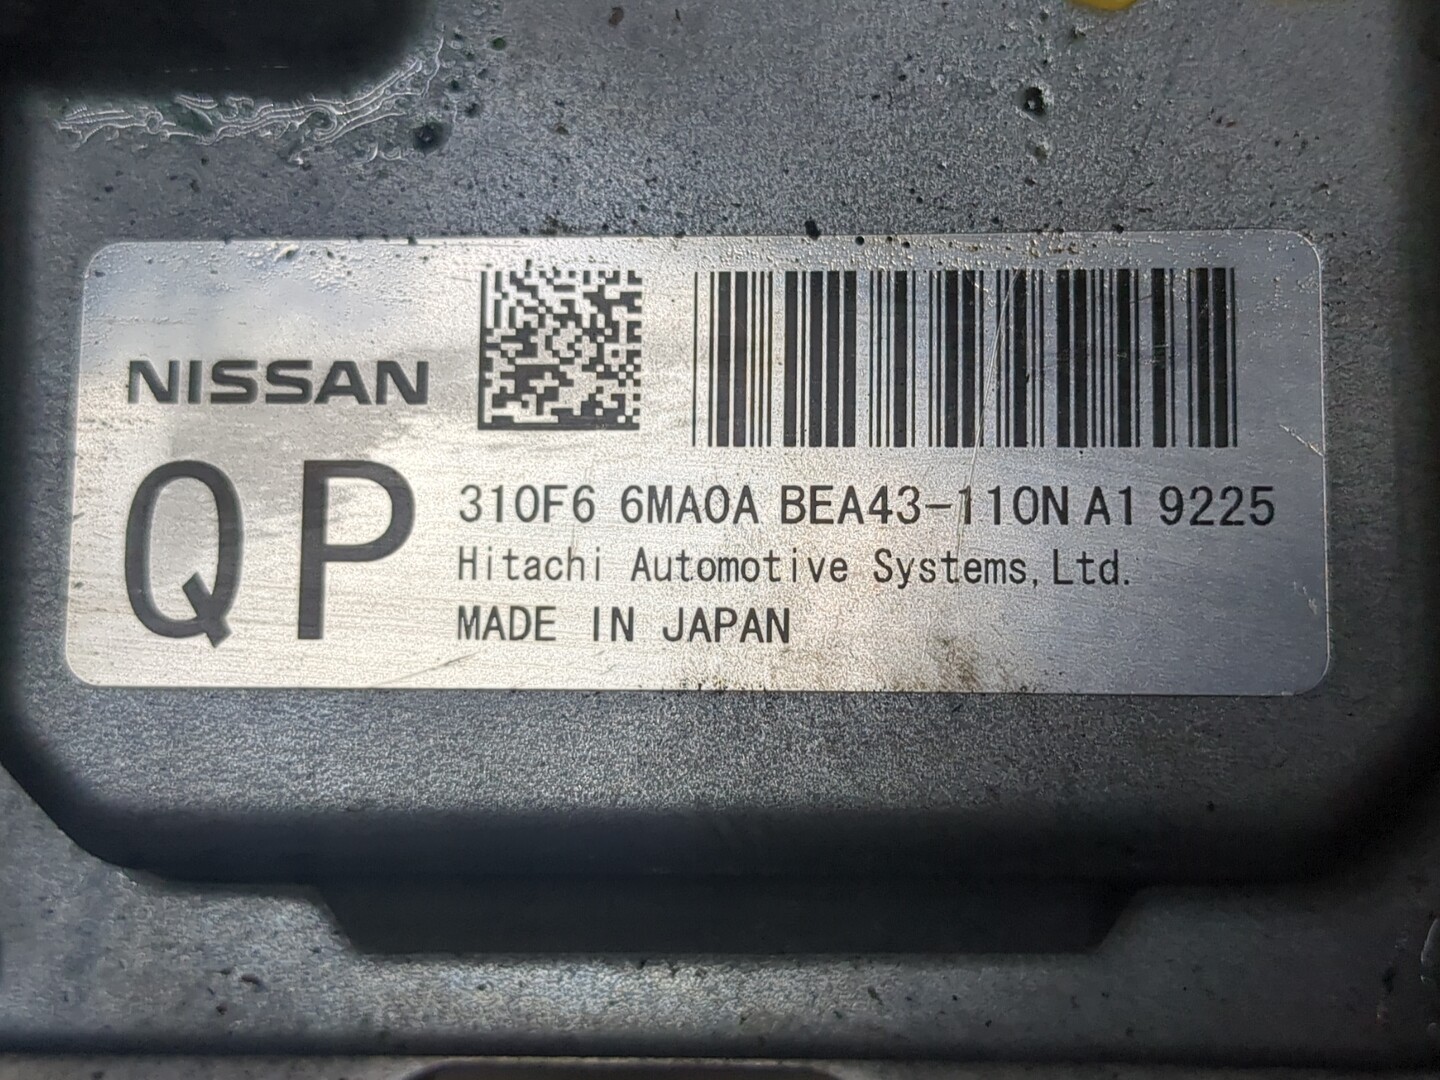 NISSAN
QP
310F6 6MA0A BEA43-110N A1 9225
Hitachi Automotive Systems,Ltd.
MADE IN JAPAN